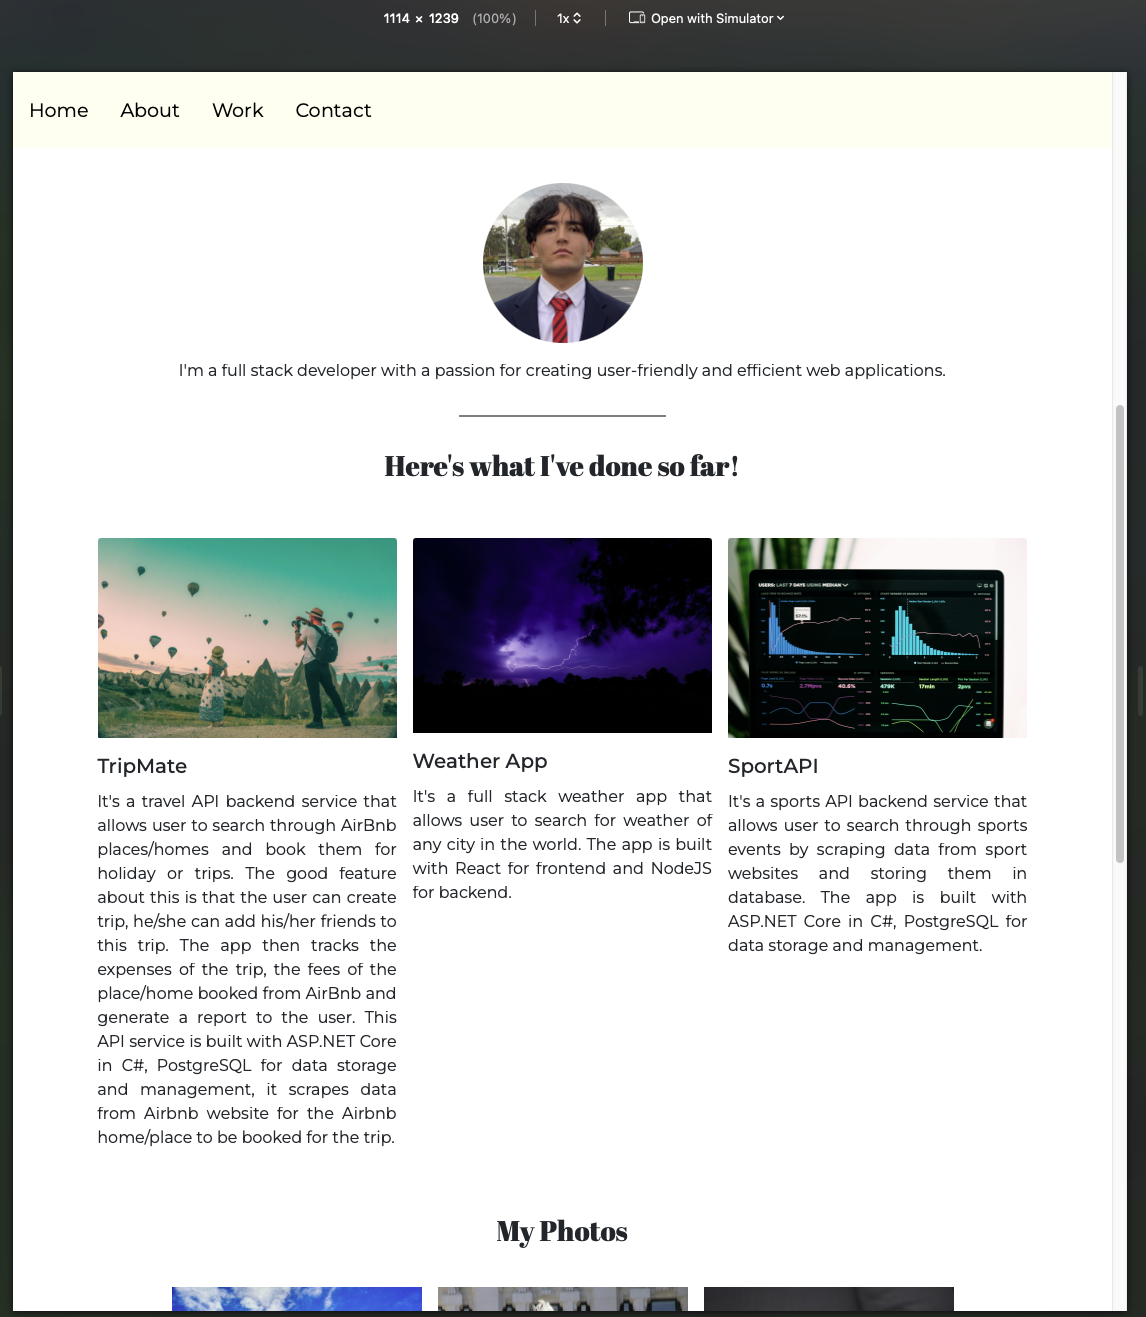 1114 × 1239 (100%) 1x Open with Simulator
Home About Work Contact
I'm a full stack developer with a passion for creating user-friendly and efficient web applications.
Here's what I've done so far!
USERS: LAST 7 DAYS USING MEDIAN
TripMate
It's a travel API backend service that
allows user to search through AirBnb
places/homes and book them for
holiday or trips. The good feature
about this is that the user can create
trip, he/she can add his/her friends to
this trip. The app then tracks the
expenses of the trip, the fees of the
place/home booked from AirBnb and
generate a report to the user. This
API service is built with ASP.NET Core
in C#, PostgreSQL for data storage
and management, it scrapes data
from Airbnb website for the Airbnb
home/place to be booked for the trip.
Weather App
It's a full stack weather app that
allows user to search for weather of
any city in the world. The app is built
with React for frontend and NodeJS
for backend.
SportAPI
It's a sports API backend service that
allows user to search through sports
events by scraping data from sport
websites and storing them in
database. The app is built with
ASP.NET Core in C#, PostgreSQL for
data storage and management.
My Photos